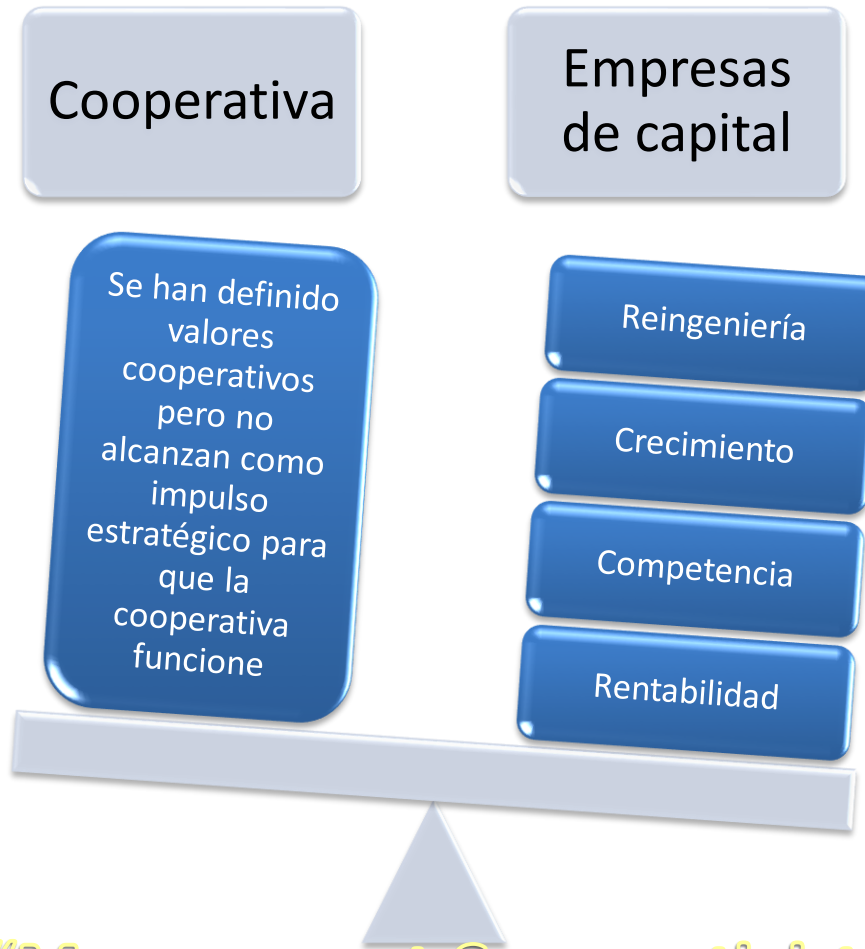 Cooperativa
Empresas
de capital
Se han definido
valores
cooperativos
pero no
alcanzan como
impulso
estratégico para
que la
cooperativa
funcione
Reingeniería
Crecimiento
Competencia
Rentabilidad